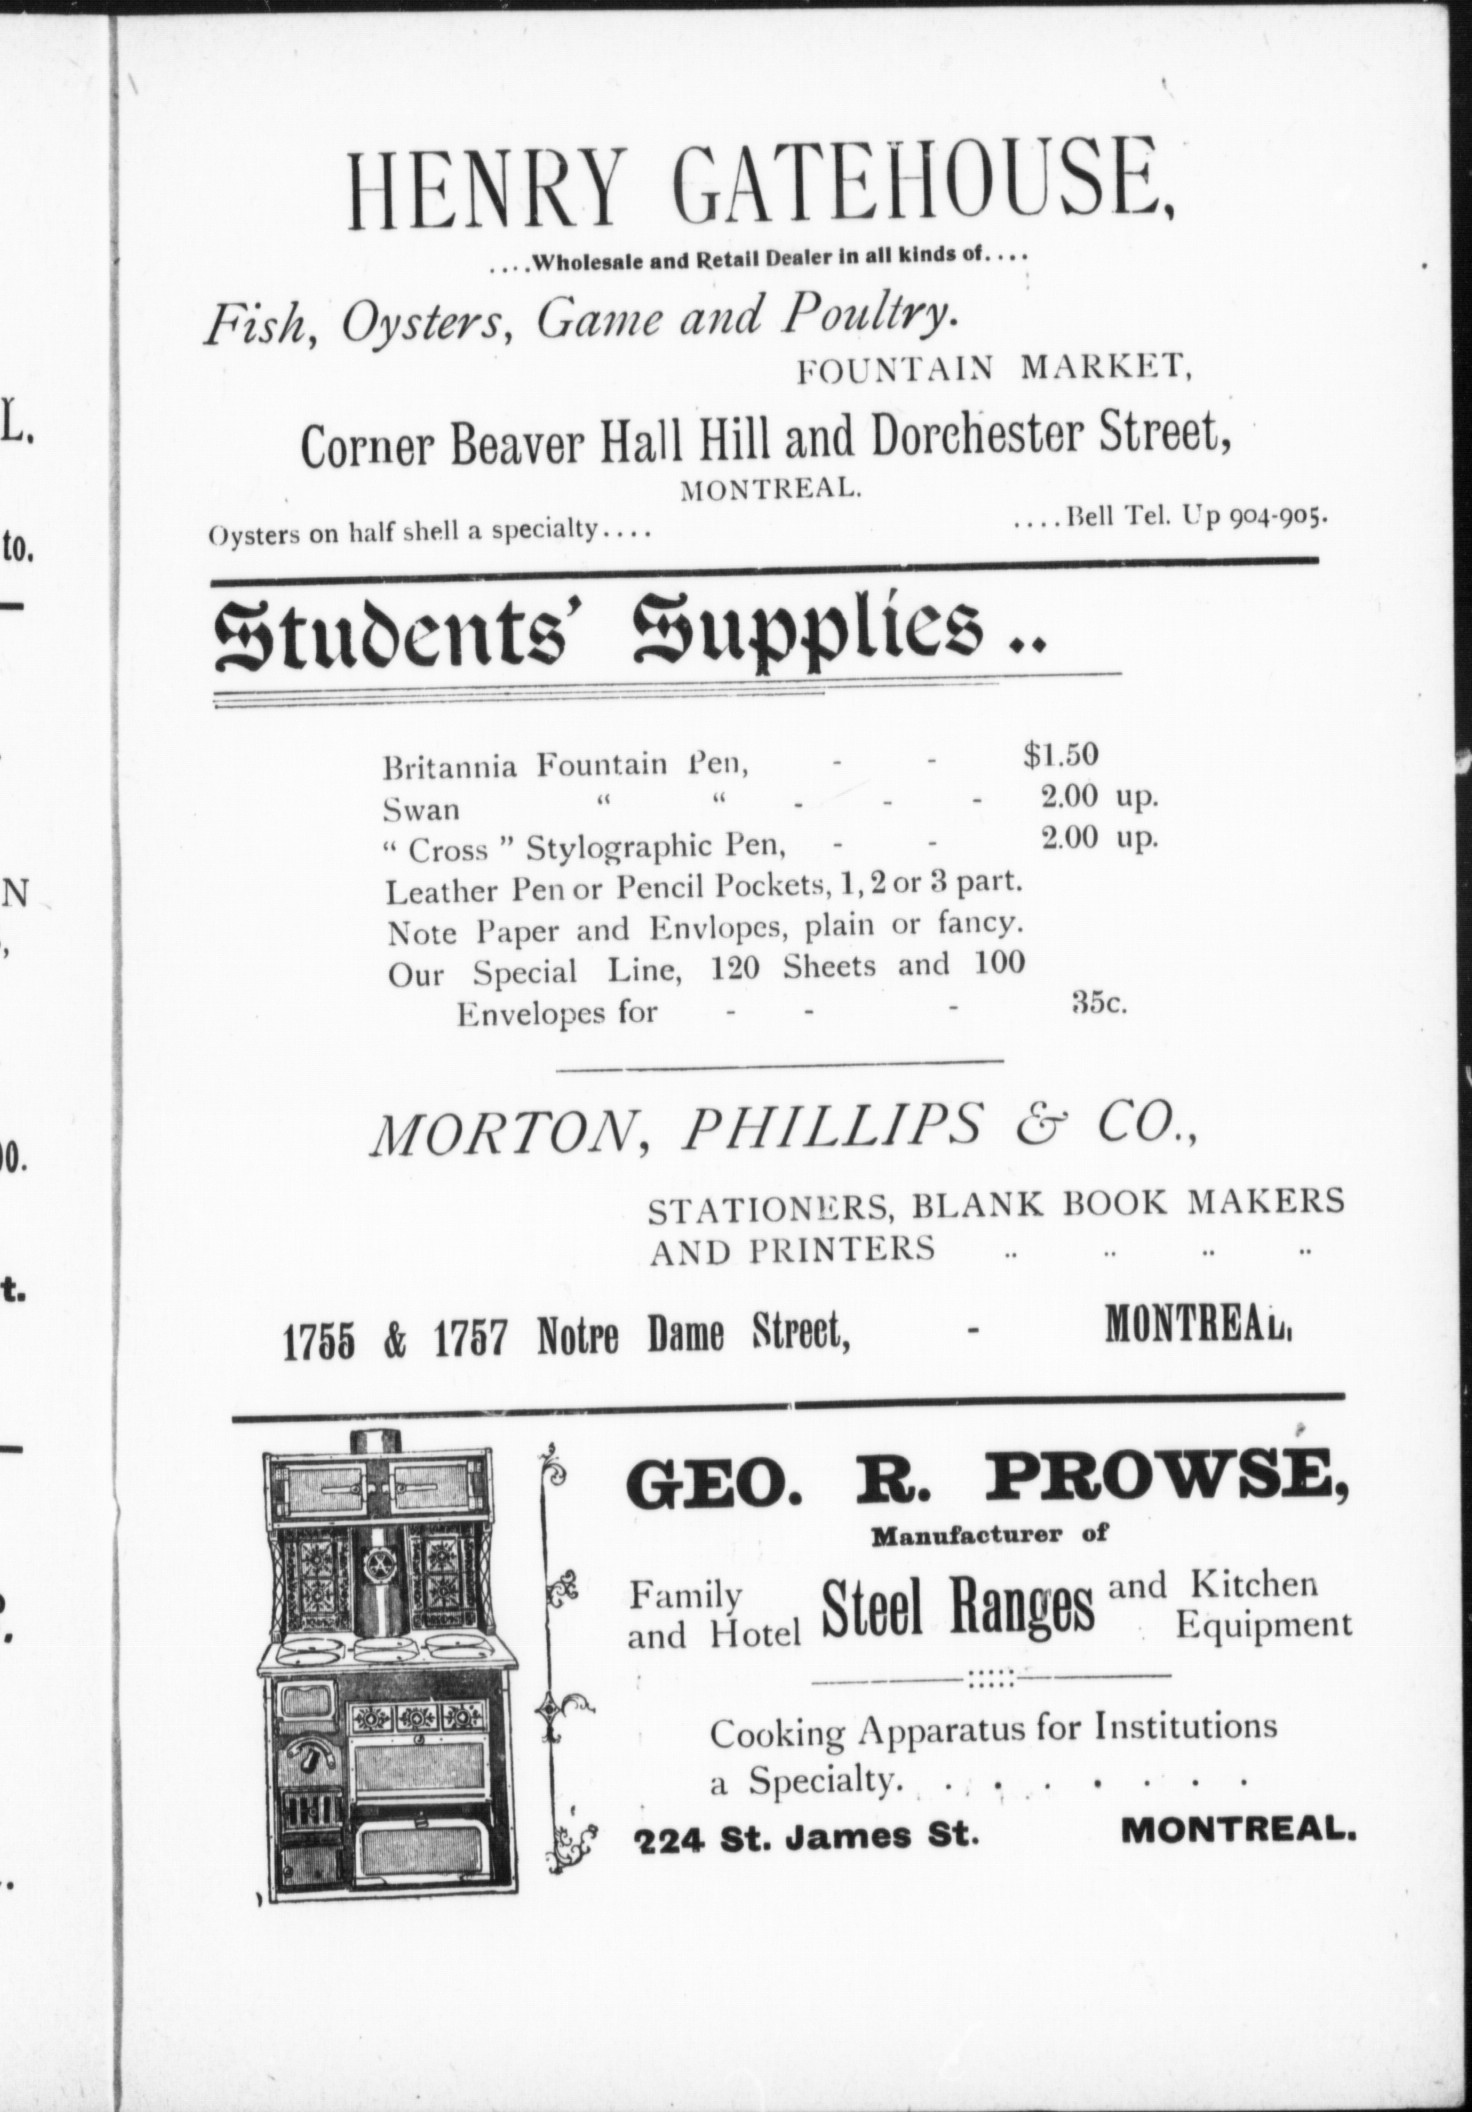 HENRY GATEHOUSE,
....Wholesale and Retail Dealer in all kinds of....
Fish, Oysters, Game and Poultry.
FOUNTAIN MARKET,
Corner Beaver Hall Hill and Dorchester Street,
MONTREAL.
Oysters on half shell a specialty.... ....Bell Tel. Up 904-905.
Students' Supplies ..
Britannia Fountain Pen, - - $1.50
Swan “ “ - - - 2.00 up.
“ Cross ” Stylographic Pen, - - 2.00 up.
Leather Pen or Pencil Pockets, 1, 2 or 3 part.
Note Paper and Envlopes, plain or fancy.
Our Special Line, 120 Sheets and 100
Envelopes for - - - 35c.
MORTON, PHILLIPS & CO.,
STATIONERS, BLANK BOOK MAKERS
AND PRINTERS .. .. .. ..
1755 & 1757 Notre Dame Street, - MONTREAL.
GEO. R. PROWSE,
Manufacturer of
Family and Hotel Steel Ranges and Kitchen Equipment
Cooking Apparatus for Institutions
a Specialty. . . . . . . .
224 St. James St. MONTREAL.
L.
to.
N
00.
t.